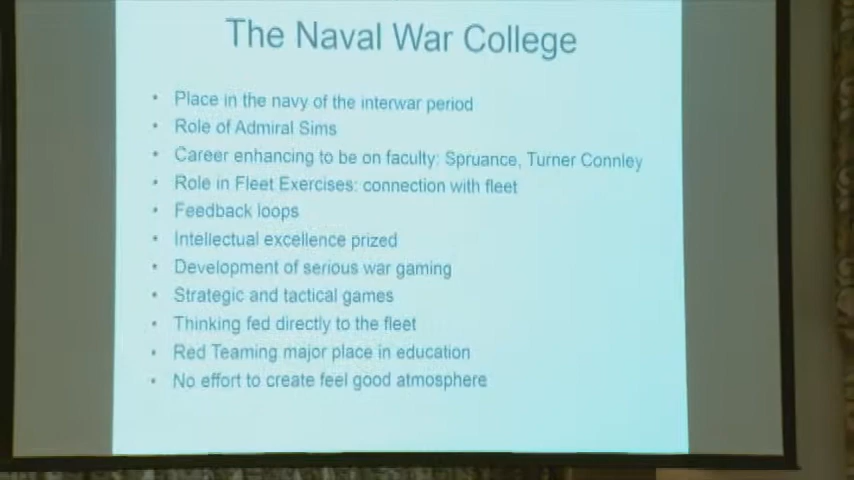 The Naval War College
• Place in the navy of the interwar period
• Role of Admiral Sims
• Career enhancing to be on faculty: Spruance, Turner Connley
• Role in Fleet Exercises: connection with fleet
• Feedback loops
• Intellectual excellence prized
• Development of serious war gaming
• Strategic and tactical games
• Thinking fed directly to the fleet
• Red Teaming major place in education
• No effort to create feel good atmosphere